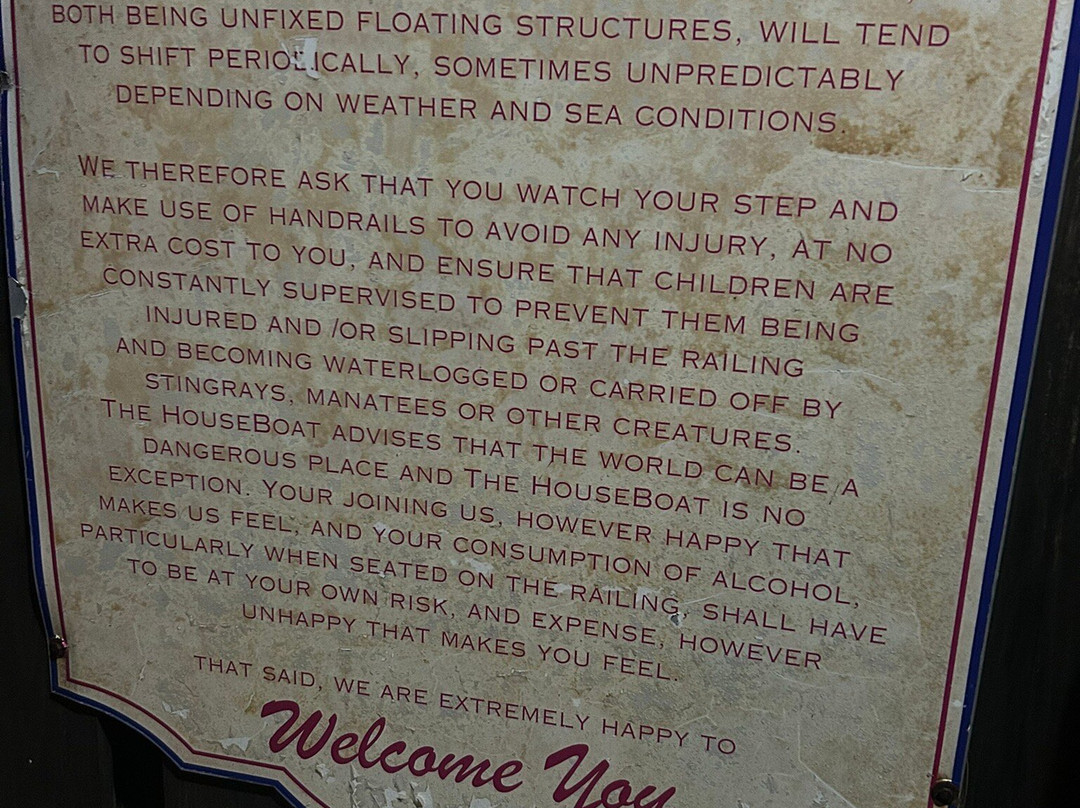 BOTH BEING UNFIXED FLOATING STRUCTURES, WILL TEND
TO SHIFT PERIODICALLY, SOMETIMES UNPREDICTABLY
DEPENDING ON WEATHER AND SEA CONDITIONS.
WE THEREFORE ASK THAT YOU WATCH YOUR STEP AND
MAKE USE OF HANDRAILS TO AVOID ANY INJURY, AT NO
EXTRA COST TO YOU, AND ENSURE THAT CHILDREN ARE
CONSTANTLY SUPERVISED TO PREVENT THEM BEING
INJURED AND /OR SLIPPING PAST THE RAILING
AND BECOMING WATERLOGGED OR CARRIED OFF BY
STINGRAYS, MANATEES OR OTHER CREATURES.
THE HOUSEBOAT ADVISES THAT THE WORLD CAN BE A
DANGEROUS PLACE AND THE HOUSEBOAT IS NO
EXCEPTION. YOUR JOINING US, HOWEVER HAPPY THAT
MAKES US FEEL, AND YOUR CONSUMPTION OF ALCOHOL,
PARTICULARLY WHEN SEATED ON THE RAILING, SHALL HAVE
TO BE AT YOUR OWN RISK, AND EXPENSE, HOWEVER
UNHAPPY THAT MAKES YOU FEEL.
THAT SAID, WE ARE EXTREMELY HAPPY TO
Welcome You